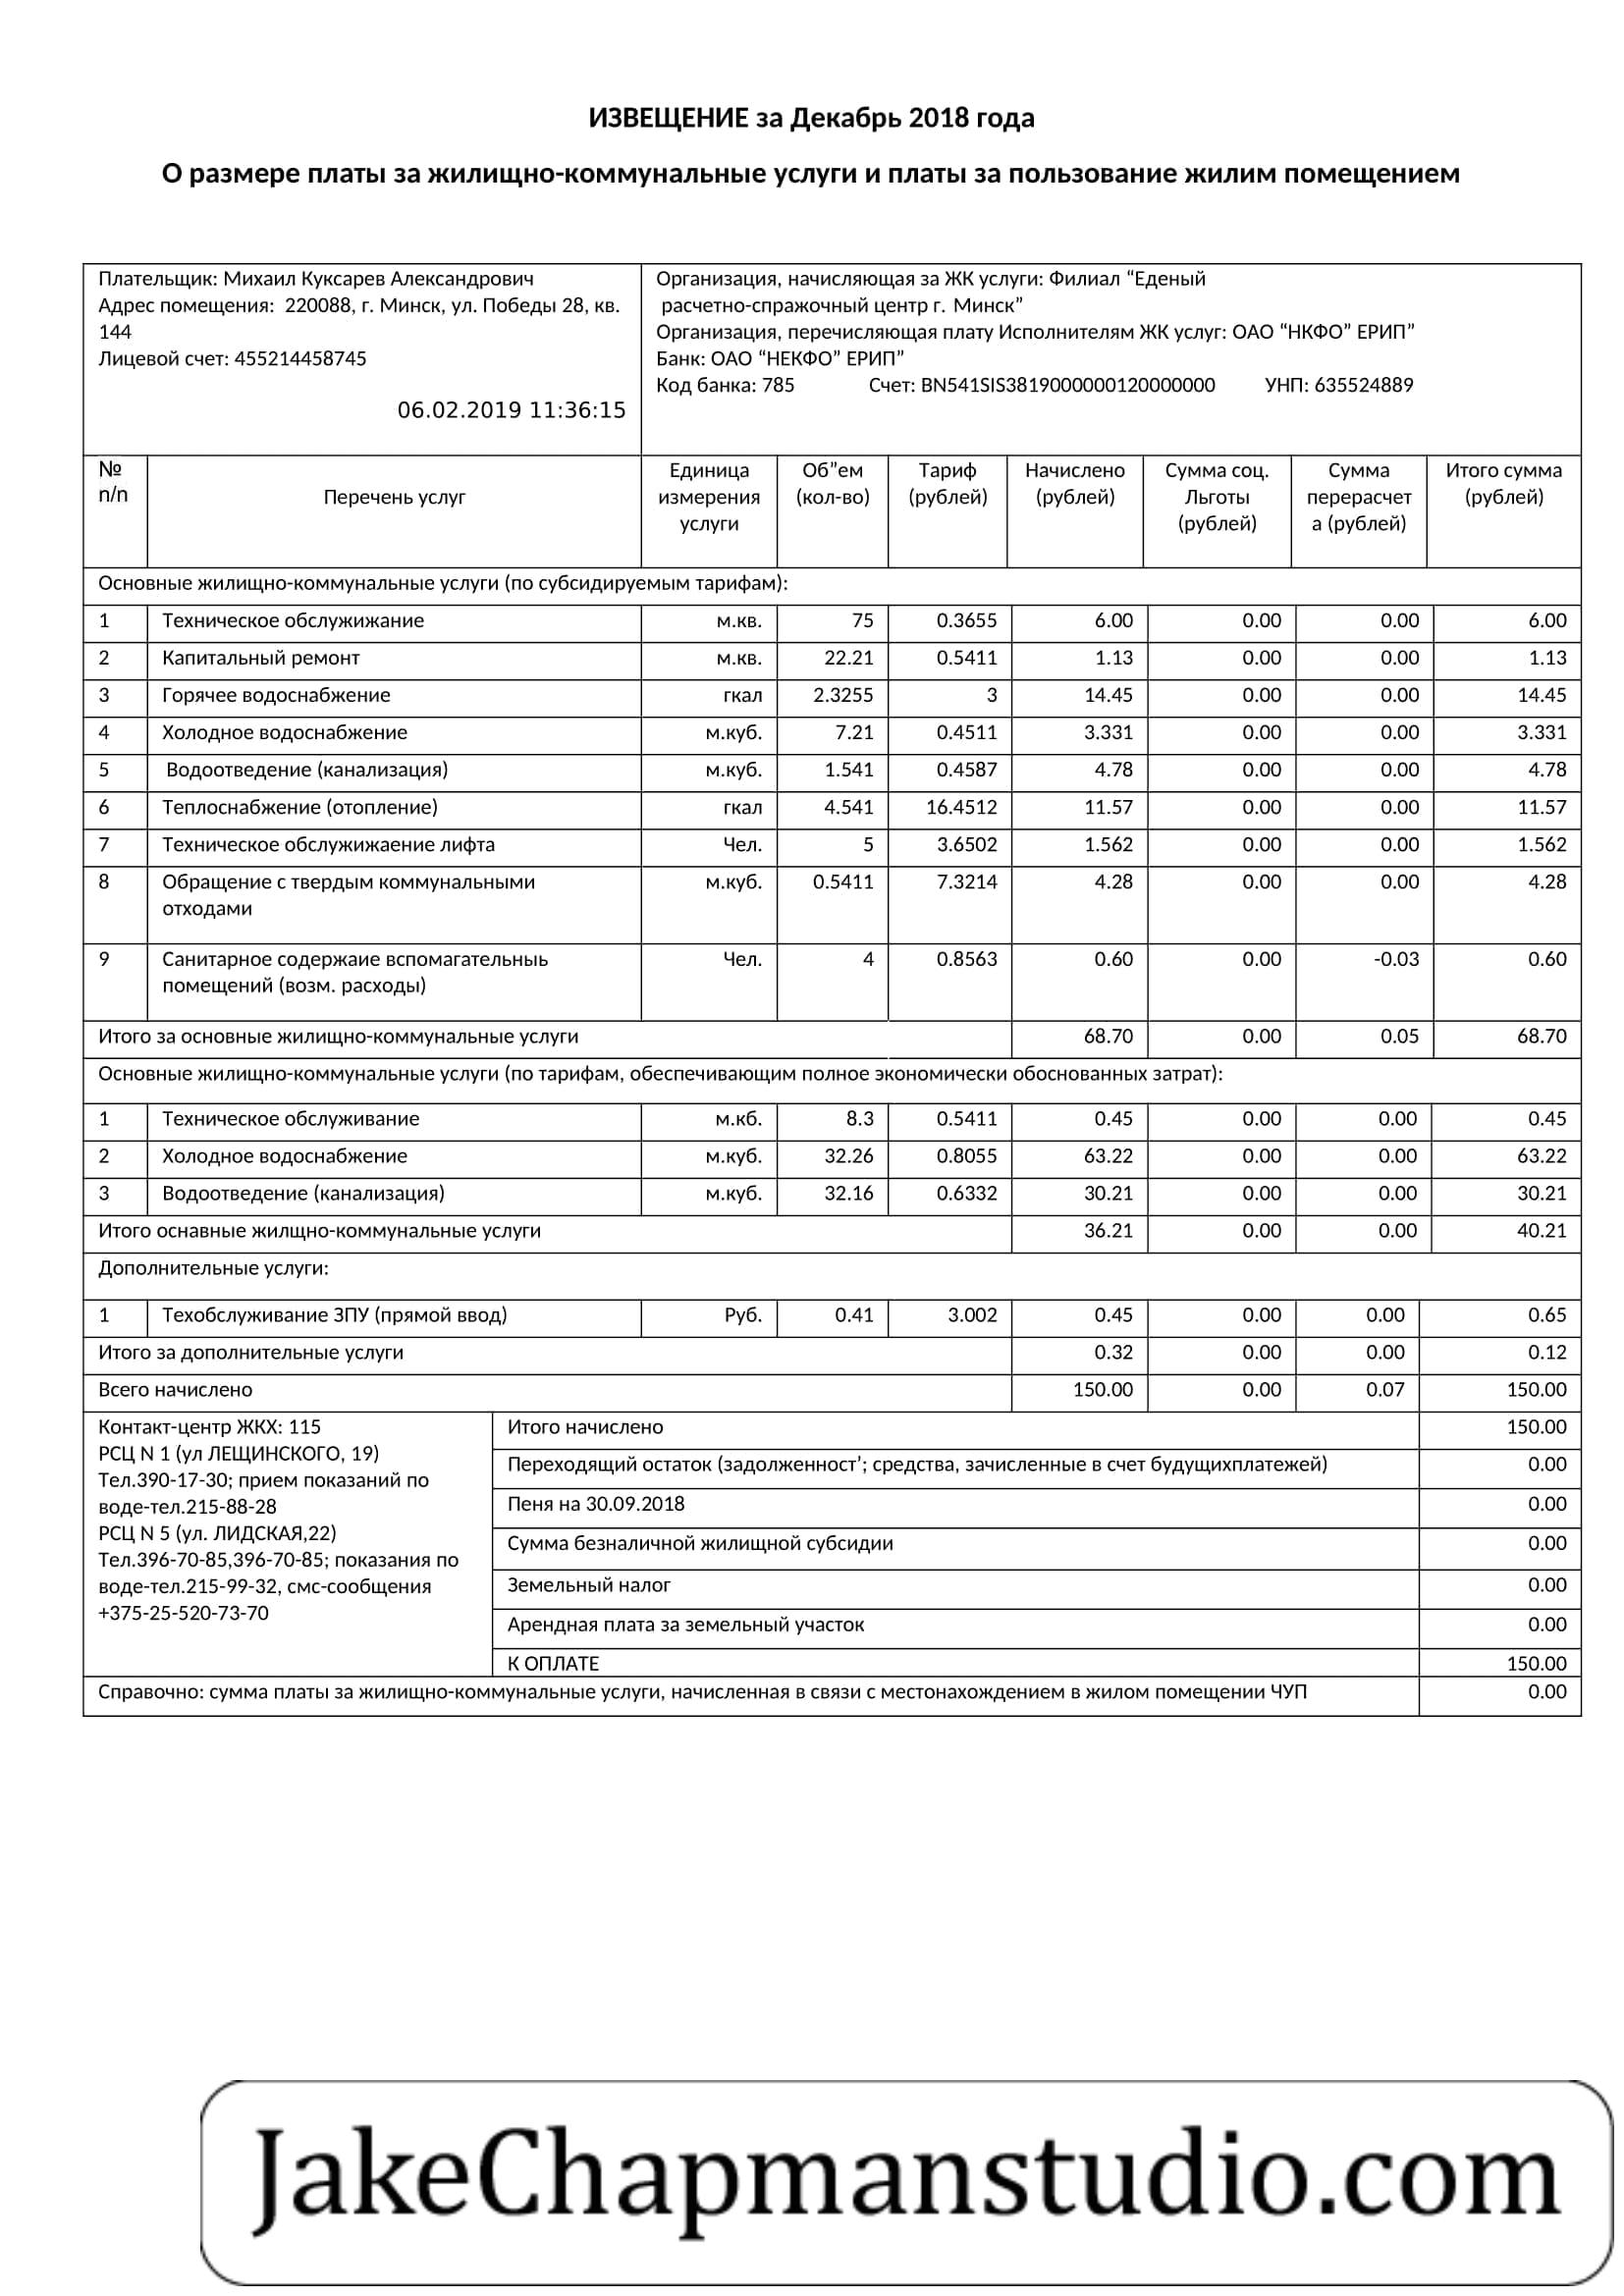 ИЗВЕЩЕНИЕ за Декабрь 2018 года
О размере платы за жилищно-коммунальные услуги и платы за пользование жилим помещением
Плательщик: Михаил Куксарев Александрович
Адрес помещения: 220088, г. Минск, ул. Победы 28, кв.
144
Лицевой счет: 455214458745
06.02.2019 11:36:15
Организация, начисляющая за ЖК услуги: Филиал “Еденый
расчетно-спражочный центр г. Минск”
Организация, перечисляющая плату Исполнителям ЖК услуг: ОАО “НКФО” ЕРИП”
Банк: ОАО “НЕКФО” ЕРИП”
Код банка: 785 Счет: BN541SIS3819000000120000000 УНП: 635524889
№ Единица Об”ем Тариф Начислено Сумма соц. Сумма Итого сумма
п/п Перечень услуг измерения (кол-во) (рублей) (рублей) Льготы перерасчет (рублей)
услуги (рублей) а (рублей)
Основные жилищно-коммунальные услуги (по субсидируемым тарифам):
1 Техническое обслужижание м.кв. 75 0.3655 6.00 0.00 0.00 6.00
2 Капитальный ремонт м.кв. 22.21 0.5411 1.13 0.00 0.00 1.13
3 Горячее водоснабжение гкал 2.3255 3 14.45 0.00 0.00 14.45
4 Холодное водоснабжение м.куб. 7.21 0.4511 3.331 0.00 0.00 3.331
5 Водоотведение (канализация) м.куб. 1.541 0.4587 4.78 0.00 0.00 4.78
6 Теплоснабжение (отопление) гкал 4.541 16.4512 11.57 0.00 0.00 11.57
7 Техническое обслужижаение лифта Чел. 5 3.6502 1.562 0.00 0.00 1.562
8 Обращение с твердым коммунальными м.куб. 0.5411 7.3214 4.28 0.00 0.00 4.28
отходами
9 Санитарное содержаие вспомагательныь Чел. 4 0.8563 0.60 0.00 -0.03 0.60
помещений (возм. расходы)
Итого за основные жилищно-коммунальные услуги 68.70 0.00 0.05 68.70
Основные жилищно-коммунальные услуги (по тарифам, обеспечивающим полное экономически обоснованных затрат):
1 Техническое обслуживание м.кб. 8.3 0.5411 0.45 0.00 0.00 0.45
2 Холодное водоснабжение м.куб. 32.26 0.8055 63.22 0.00 0.00 63.22
3 Водоотведение (канализация) м.куб. 32.16 0.6332 30.21 0.00 0.00 30.21
Итого оснавные жилщно-коммунальные услуги 36.21 0.00 0.00 40.21
Дополнительные услуги:
1 Техобслуживание ЗПУ (прямой ввод) Руб. 0.41 3.002 0.45 0.00 0.00 0.65
Итого за дополнительные услуги 0.32 0.00 0.00 0.12
Всего начислено 150.00 0.00 0.07 150.00
Контакт-центр ЖКХ: 115
РСЦ N 1 (ул ЛЕЩИНСКОГО, 19)
Тел.390-17-30; прием показаний по
воде-тел.215-88-28
РСЦ N 5 (ул. ЛИДСКАЯ,22)
Тел.396-70-85,396-70-85; показания по
воде-тел.215-99-32, смс-сообщения
+375-25-520-73-70
Итого начислено 150.00
Переходящий остаток (задолженност’; средства, зачисленные в счет будущихплатежей) 0.00
Пеня на 30.09.2018 0.00
Сумма безналичной жилищной субсидии 0.00
Земельный налог 0.00
Арендная плата за земельный участок 0.00
К ОПЛАТЕ 150.00
Справочно: сумма платы за жилищно-коммунальные услуги, начисленная в связи с местонахождением в жилом помещении ЧУП 0.00
JakeChapmanstudio.com